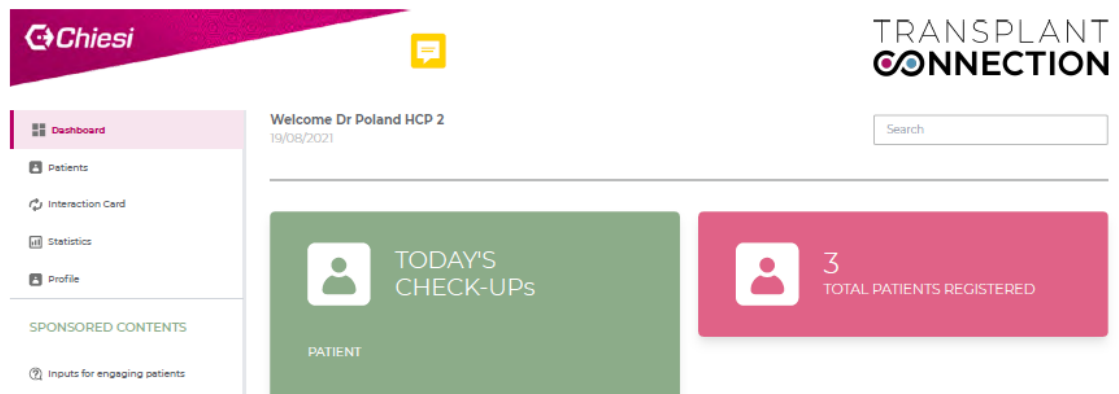 Chiesi
TRANSPLANT
CONNECTION
Dashboard
Patients
Interaction Card
Statistics
Profile
SPONSORED CONTENTS
Inputs for engaging patients
Welcome Dr Poland HCP 2
19/08/2021
Search
TODAY'S
CHECK-UPs
PATIENT
3
TOTAL PATIENTS REGISTERED